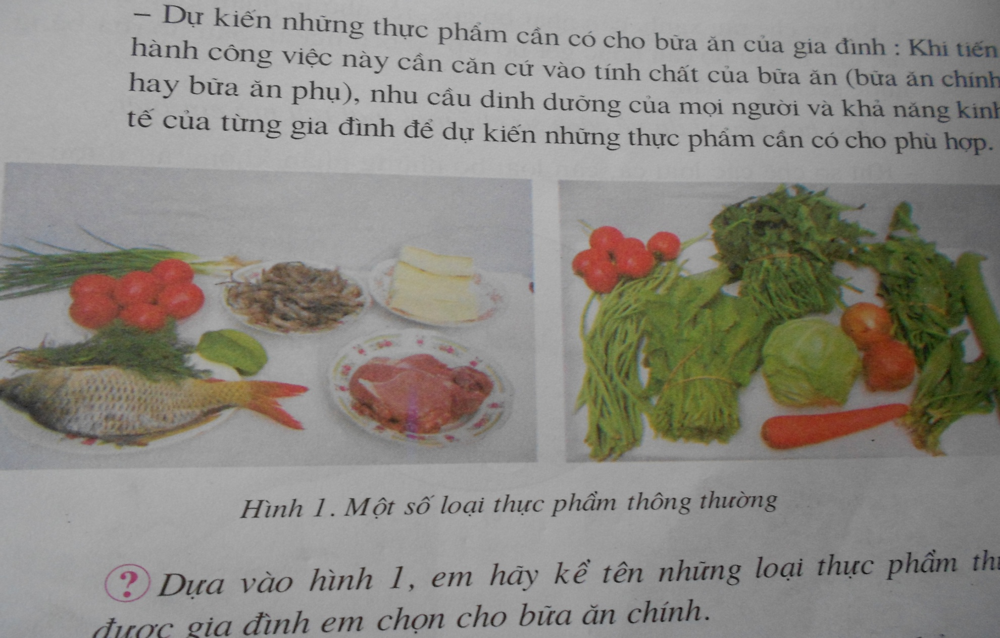 – Dự kiến những thực phẩm cần có cho bữa ăn của gia đình : Khi tiến
hành công việc này cần căn cứ vào tính chất của bữa ăn (bữa ăn chính
hay bữa ăn phụ), nhu cầu dinh dưỡng của mọi người và khả năng kinh
tế của từng gia đình để dự kiến những thực phẩm cần có cho phù hợp.
Hình 1. Một số loại thực phẩm thông thường
? Dựa vào hình 1, em hãy kể tên những loại thực phẩm
được gia đình em chọn cho bữa ăn chính.